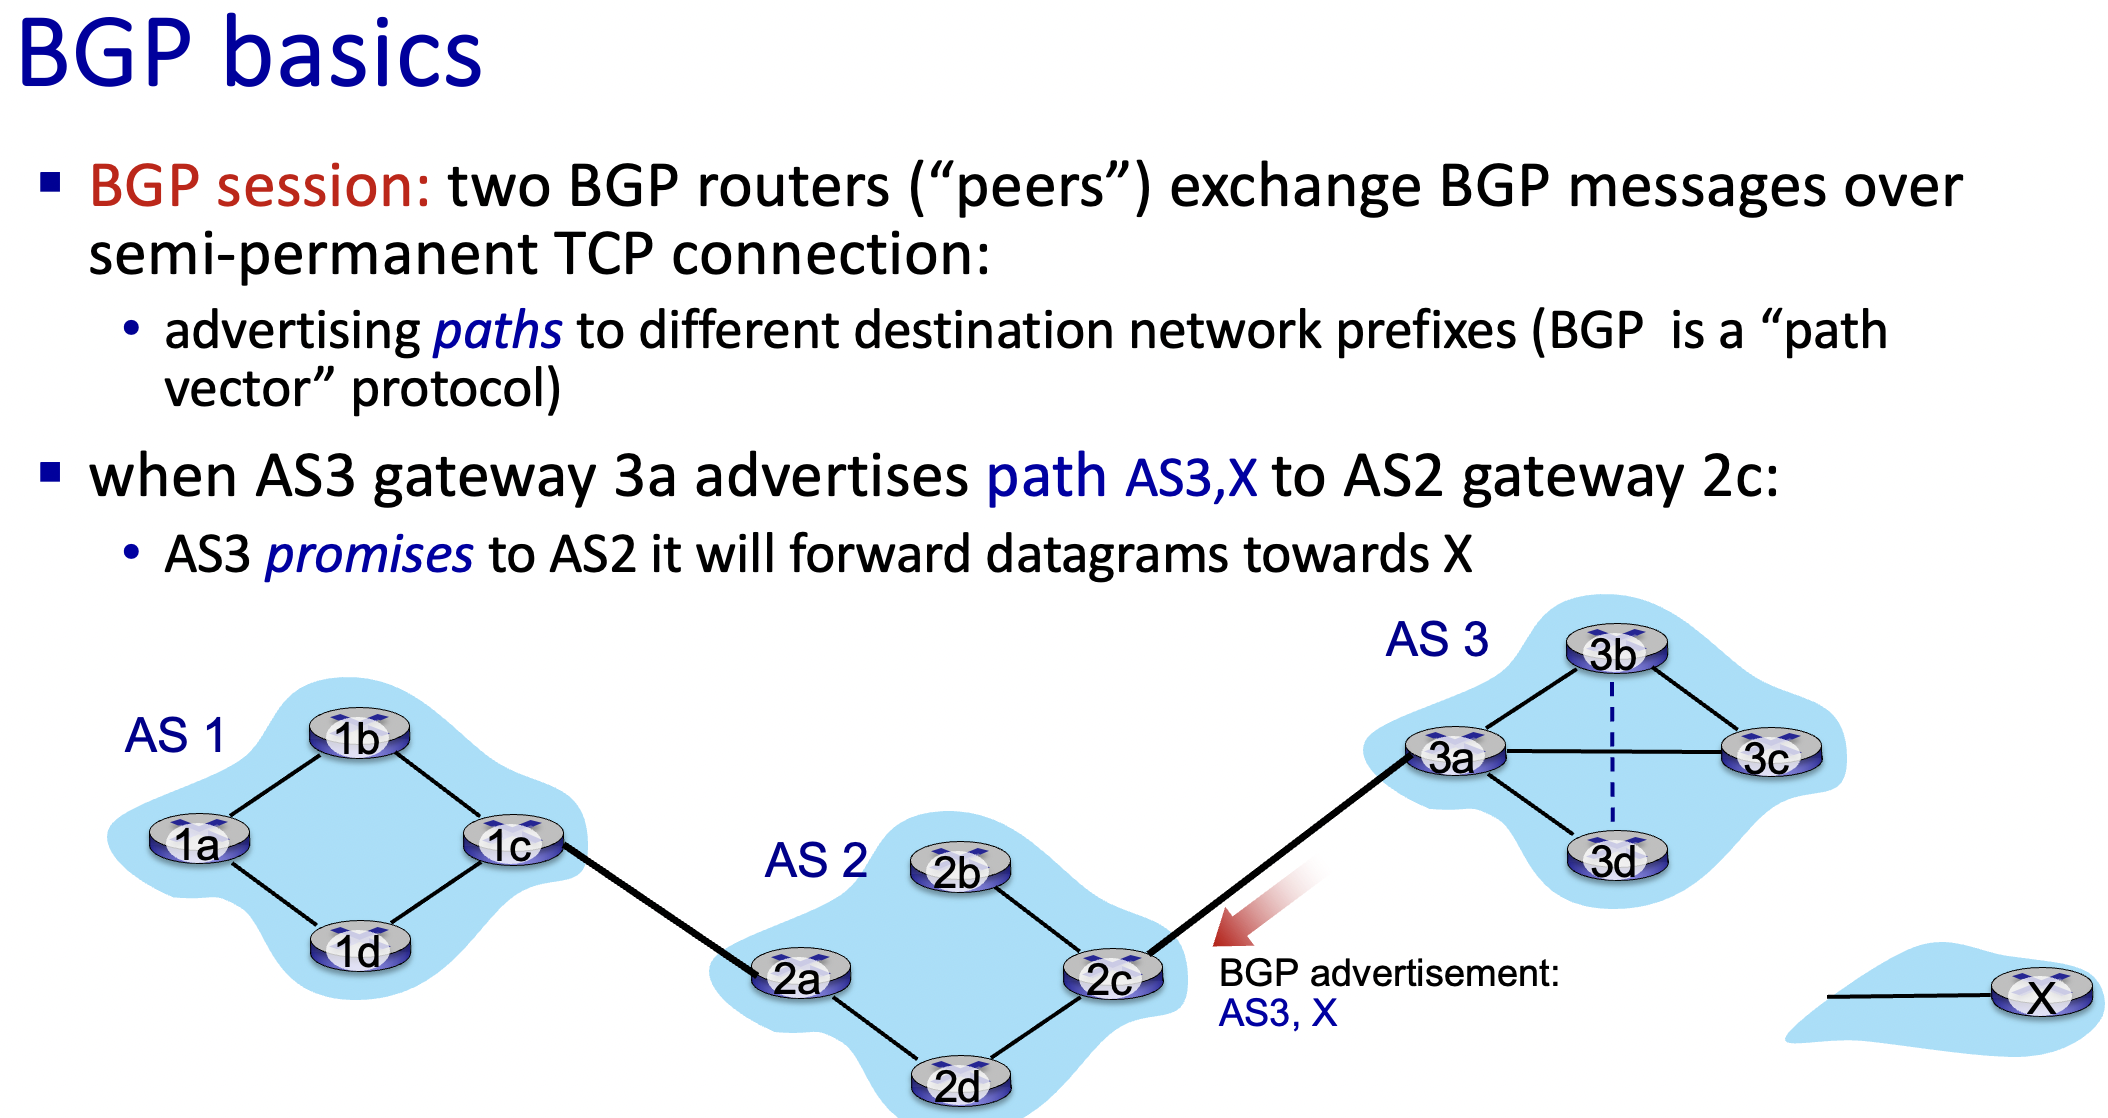 BGP basics
▪ BGP session: two BGP routers (“peers”) exchange BGP messages over
semi-permanent TCP connection:
• advertising paths to different destination network prefixes (BGP  is a “path
vector” protocol)
▪ when AS3 gateway 3a advertises path AS3,X to AS2 gateway 2c:
• AS3 promises to AS2 it will forward datagrams towards X
AS 1
1b
1a
1c
1d
AS 2
2b
2a
2c
2d
AS 3
3b
3a
3c
3d
BGP advertisement:
AS3, X
X